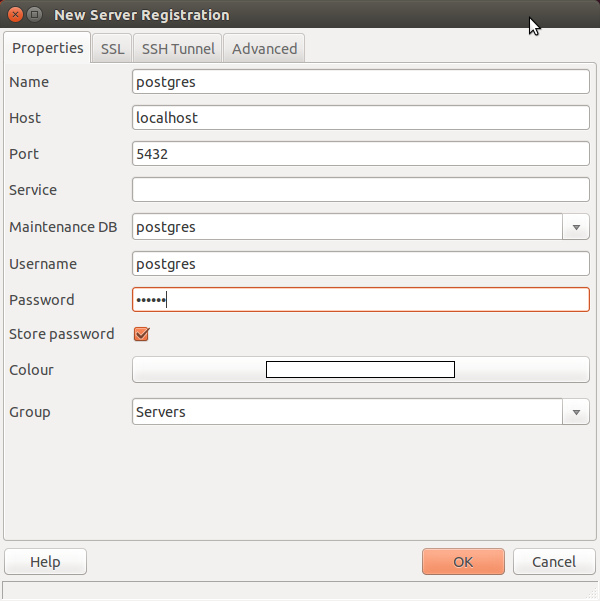 New Server Registration
Properties SSL SSH Tunnel Advanced
Name postgres
Host localhost
Port 5432
Service
Maintenance DB postgres
Username postgres
Password ••••••
Store password
Colour
Group Servers
Help OK Cancel